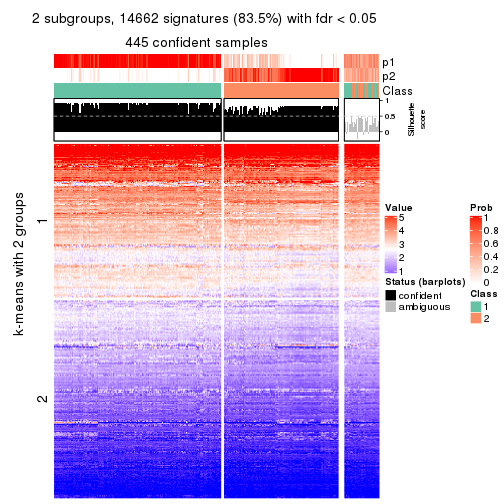 2 subgroups, 14662 signatures (83.5%) with fdr < 0.05
445 confident samples
p1
p2
Class
1
0.5
0
Silhouette
score
k-means with 2 groups
1
2
Value
5
4
3
2
1
Status (barplots)
confident
ambiguous
Prob
1
0.8
0.6
0.4
0.2
0
Class
1
2